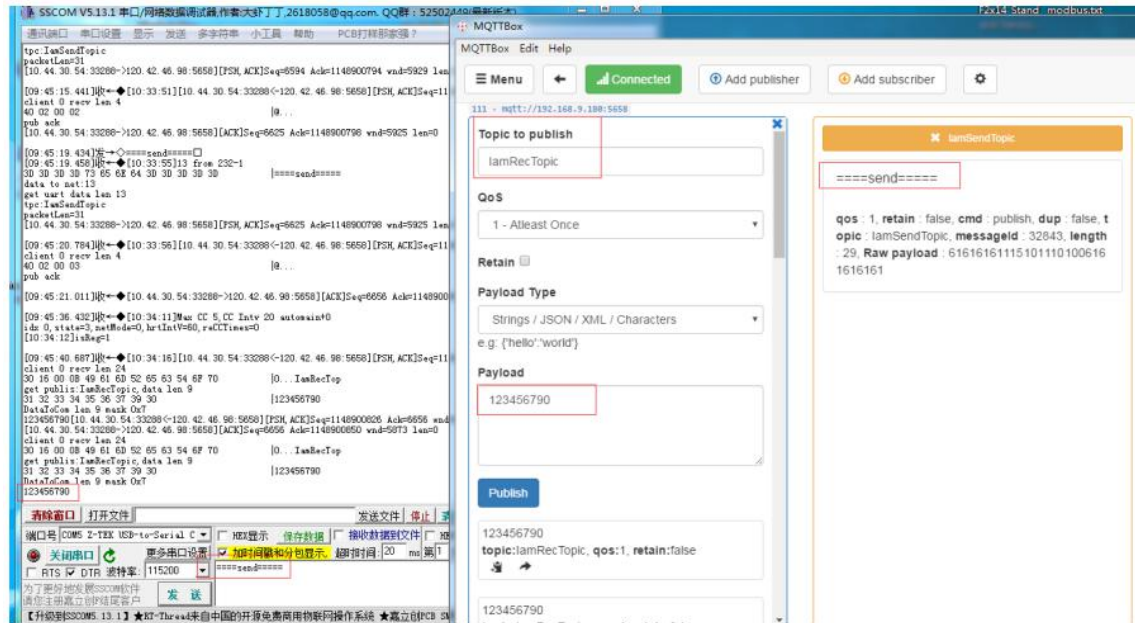 SSCOM V5.13.1 串口/网络数据调试器,作者:大虾丁丁,2618058@qq.com. QQ群：52502449(最新版本)
通讯端口 串口设置 显示 发送 多字符串 小工具 帮助 PCB打样那家强？
tpc:IamSendTopic
packetLen=31
[10.44.30.54:33288->120.42.46.98:5658][PSH,ACK]Seq=6594 Ack=1148900794 wnd=5929 len
[09:45:15.441]收←◆[10:33:51][10.44.30.54:33288<-120.42.46.98:5658][PSH,ACK]Seq=11
client 0 recv len 4
40 02 00 02 |@...
pub ack
[10.44.30.54:33288->120.42.46.98:5658][ACK]Seq=6625 Ack=1148900798 wnd=5925 len=0
[09:45:19.434]发→◇====send=====□
[09:45:19.458]收←◆[10:33:55]13 from 232-1
3D 3D 3D 3D 73 65 6E 64 3D 3D 3D 3D 3D |====send=====
data to net:13
get uart data len 13
tpc:IamSendTopic
packetLen=31
[10.44.30.54:33288->120.42.46.98:5658][PSH,ACK]Seq=6625 Ack=1148900798 wnd=5925 len
[09:45:20.784]收←◆[10:33:56][10.44.30.54:33288<-120.42.46.98:5658][PSH,ACK]Seq=11
client 0 recv len 4
40 02 00 03 |@...
pub ack
[09:45:21.011]收←◆[10.44.30.54:33288->120.42.46.98:5658][ACK]Seq=6656 Ack=1148900
[09:45:36.432]收←◆[10:34:11]Max CC 5,CC Intv 20 automain+0
idx 0,state=3,netMode=0,hrtIntV=60,reCCTimes=0
[10:34:12]isReg=1
[09:45:40.687]收←◆[10:34:16][10.44.30.54:33288<-120.42.46.98:5658][PSH,ACK]Seq=11
client 0 recv len 24
30 16 00 0B 49 61 6D 52 65 63 54 6F 70 |0...IamRecTop
get publis:IamRecTopic,data len 9
31 32 33 34 35 36 37 39 30 |123456790
DataToCom len 9 mask 0x7
123456790[10.44.30.54:33288<-120.42.46.98:5658][PSH,ACK]Seq=1148900826 Ack=6656 wnd
[10.44.30.54:33288->120.42.46.98:5658][ACK]Seq=6656 Ack=1148900850 wnd=5873 len=0
client 0 recv len 24
30 16 00 0B 49 61 6D 52 65 63 54 6F 70 |0...IamRecTop
get publis:IamRecTopic,data len 9
31 32 33 34 35 36 37 39 30 |123456790
DataToCom len 9 mask 0x7
123456790
清除窗口 打开文件 发送文件 停止
端口号 COM5 Z-TEK USB-to-Serial C HEX显示 保存数据 接收数据到文件
关闭串口 更多串口设置 加时间戳和分包显示. 超时时间: 20 ms 第 1
RTS DTR 波特率: 115200 ====send=====
为了更好地发展SSCOM软件
请您注册嘉立创F结尾客户
发 送
【升级到SSCOM5.13.1】★RT-Thread来自中国的开源免费商用物联网操作系统 ★嘉立创PCB
F2x14 Stand modbus.txt
MQTTBox
MQTTBox Edit Help
Menu
Connected
Add publisher
Add subscriber
111 - mqtt://192.168.9.180:5658
Topic to publish
IamRecTopic
QoS
1 - Atleast Once
Retain
Payload Type
Strings / JSON / XML / Characters
e.g: {'hello':'world'}
Payload
123456790
Publish
123456790
topic:IamRecTopic, qos:1, retain:false
123456790
IamSendTopic
====send=====
qos : 1, retain : false, cmd : publish, dup : false, t
opic : IamSendTopic, messageId : 32843, length
: 29, Raw payload : 61616161115101110100616
1616161